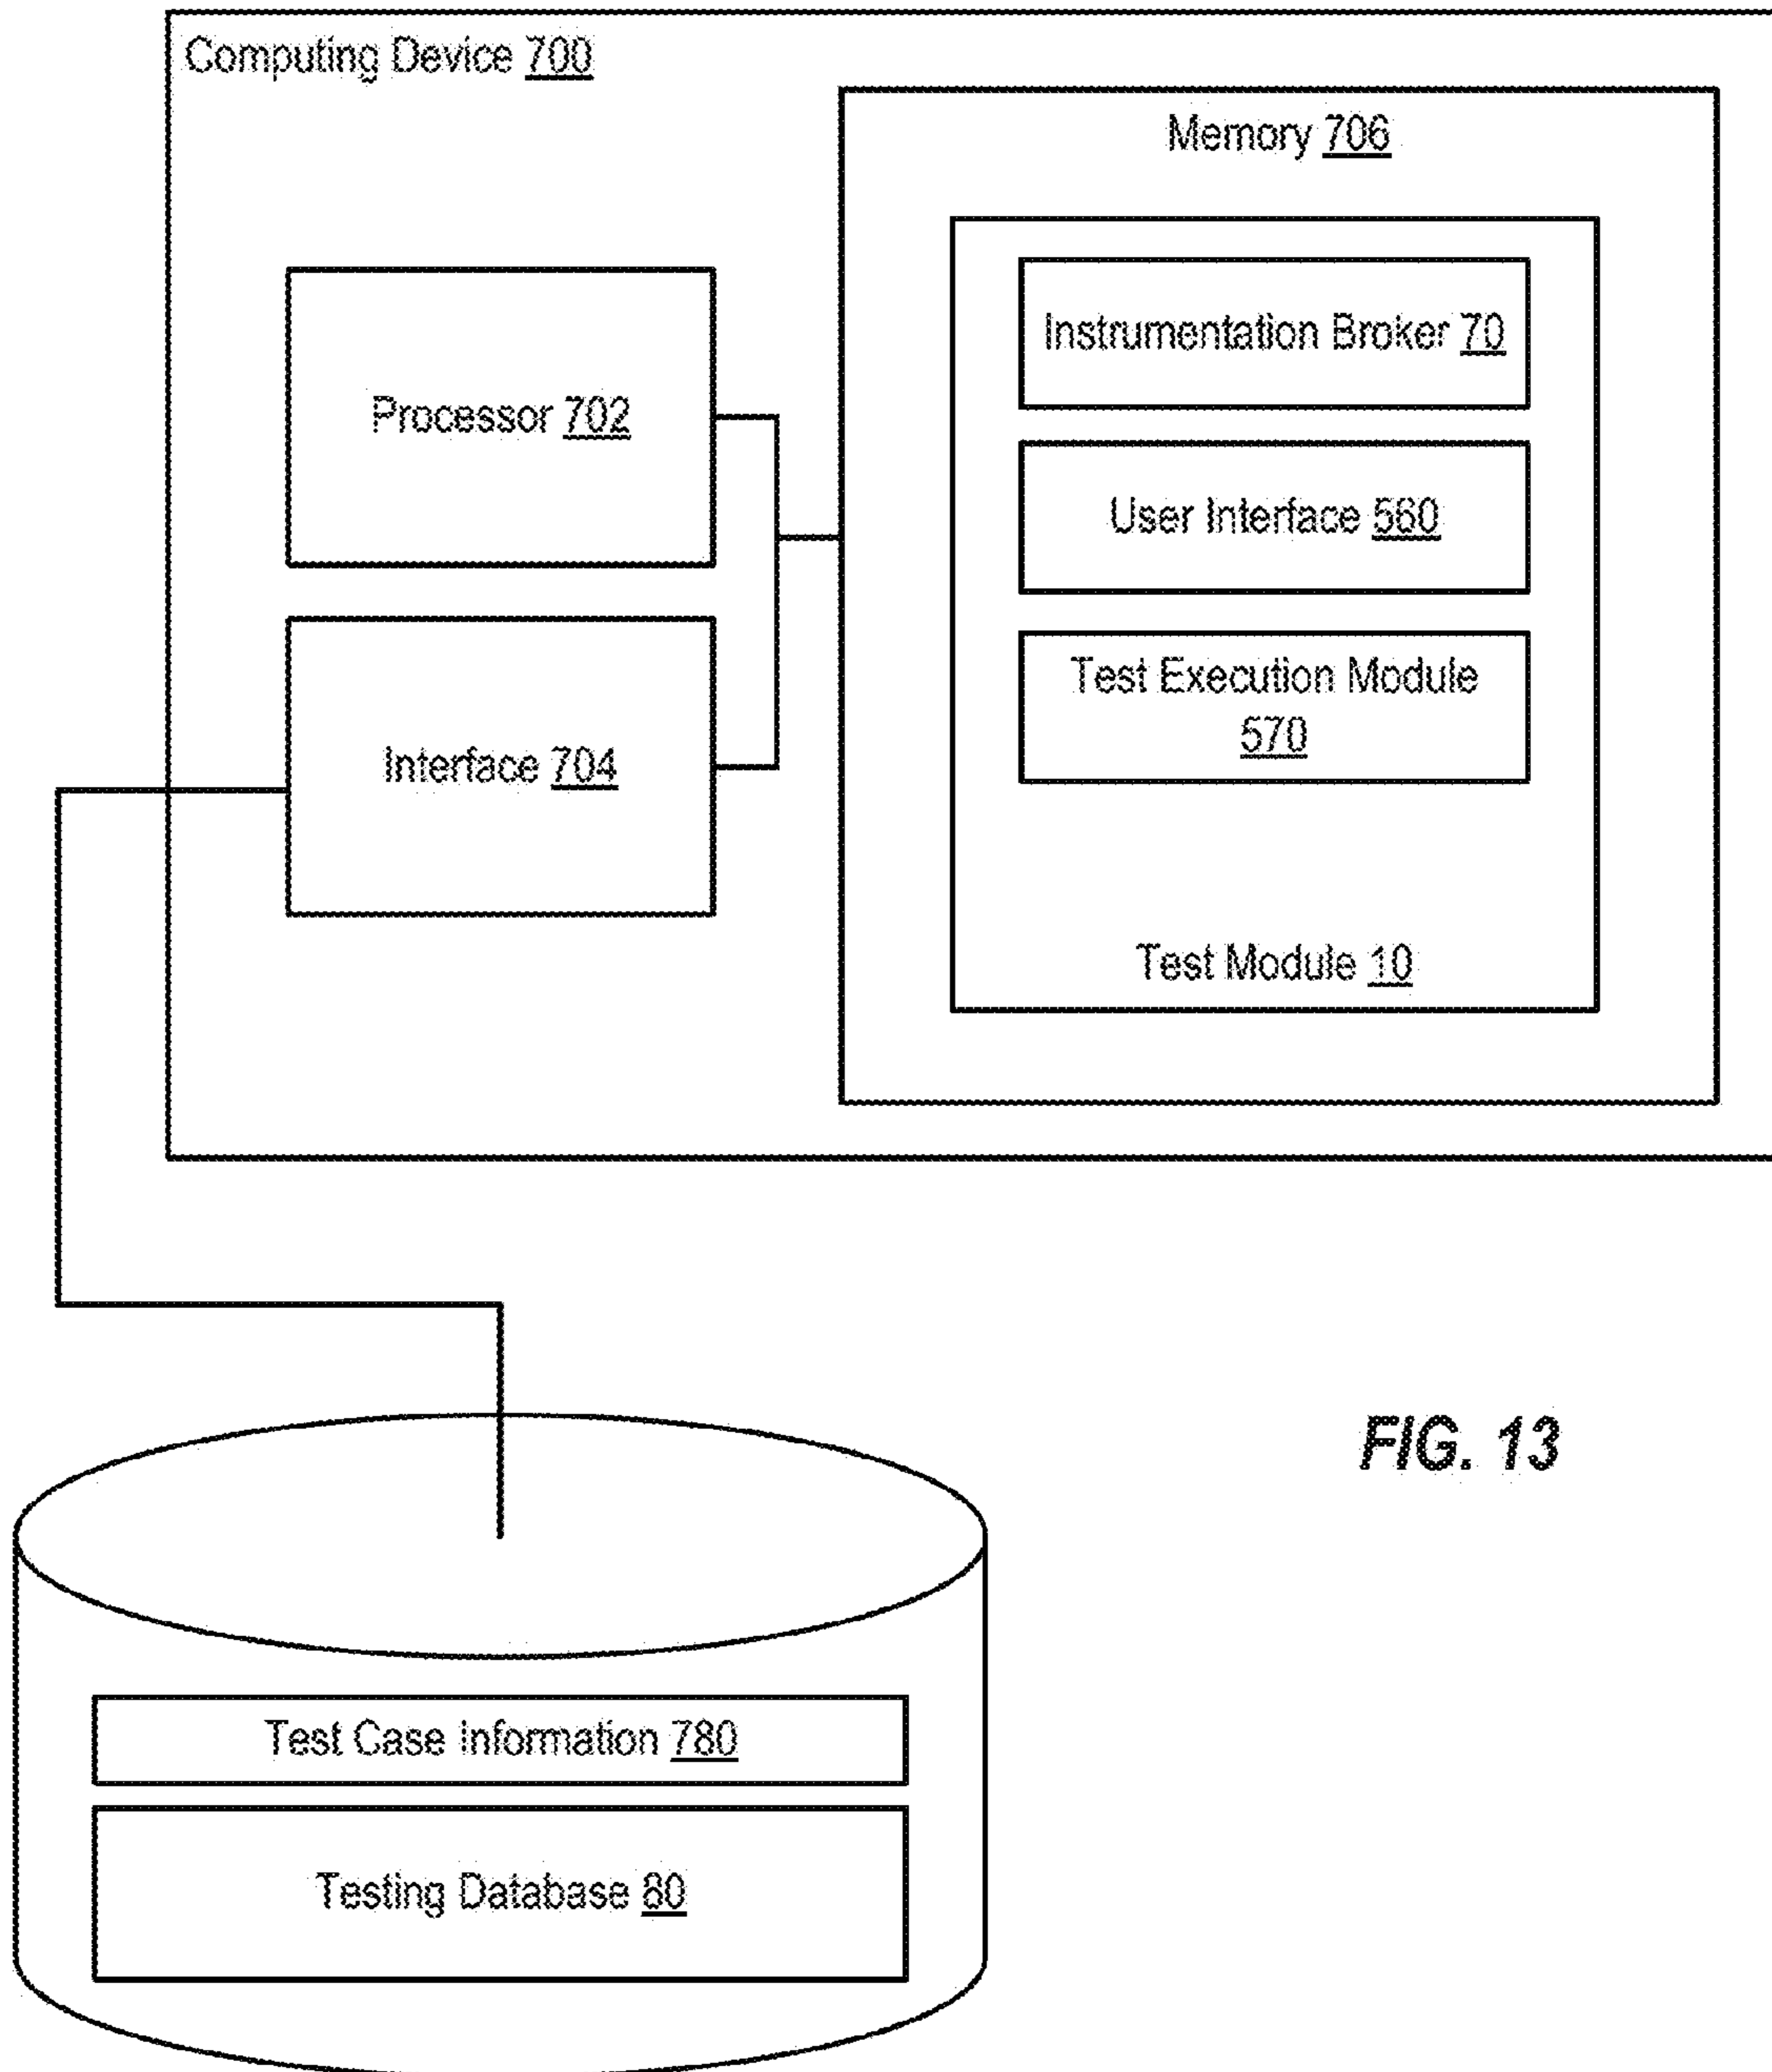 Computing Device 700
Memory 706
Instrumentation Broker 70
Processor 702
User Interface 560
Test Execution Module
570
Interface 704
Test Module 10
FIG. 13
Test Case Information 780
Testing Database 80